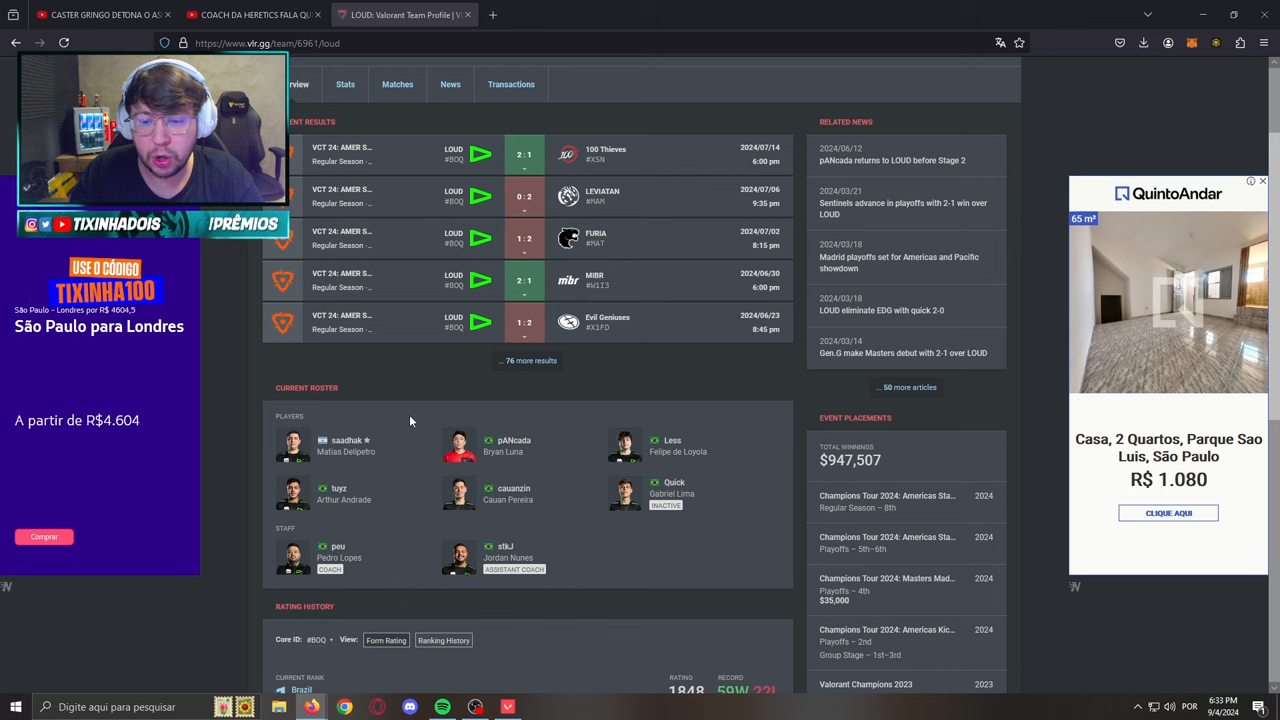 CASTER GRINGO DETONA O AS
COACH DA HERETICS FALA QU
LOUD: Valorant Team Profile | Vl
https://www.vlr.gg/team/6961/loud
rview
Stats
Matches
News
Transactions
ENT RESULTS
VCT 24: AMER S...
Regular Season -...
LOUD
#BOQ
2 : 1
100 Thieves
#XSN
2024/07/14
6:00 pm
VCT 24: AMER S...
Regular Season -...
LOUD
#BOQ
0 : 2
LEVIATAN
#MAM
2024/07/06
9:35 pm
VCT 24: AMER S...
Regular Season -...
LOUD
#BOQ
1 : 2
FURIA
#MAT
2024/07/02
8:15 pm
VCT 24: AMER S...
Regular Season -...
LOUD
#BOQ
2 : 1
mibr
MIBR
#W1I3
2024/06/30
6:00 pm
VCT 24: AMER S...
Regular Season -...
LOUD
#BOQ
1 : 2
Evil Geniuses
#X1FD
2024/06/23
8:45 pm
... 76 more results
CURRENT ROSTER
PLAYERS
saadhak
Matias Delipetro
pANcada
Bryan Luna
Less
Felipe de Loyola
tuyz
Arthur Andrade
cauanzin
Cauan Pereira
Quick
Gabriel Lima
INACTIVE
STAFF
peu
Pedro Lopes
COACH
stkJ
Jordan Nunes
ASSISTANT COACH
RATING HISTORY
Core ID: #BOQ View: Form Rating Ranking History
CURRENT RANK
Brazil
RATING
1848
RECORD
59W 22L
RELATED NEWS
2024/06/12
pANcada returns to LOUD before Stage 2
2024/03/21
Sentinels advance in playoffs with 2-1 win over
LOUD
2024/03/18
Madrid playoffs set for Americas and Pacific
showdown
2024/03/18
LOUD eliminate EDG with quick 2-0
2024/03/14
Gen.G make Masters debut with 2-1 over LOUD
... 50 more articles
EVENT PLACEMENTS
TOTAL WINNINGS
$947,507
Champions Tour 2024: Americas Sta... 2024
Regular Season – 8th
Champions Tour 2024: Americas Sta... 2024
Playoffs – 5th–6th
Champions Tour 2024: Masters Mad... 2024
Playoffs – 4th
$35,000
Champions Tour 2024: Americas Kic... 2024
Playoffs – 2nd
Group Stage – 1st–3rd
Valorant Champions 2023 2023
TIXINHADOIS
!PRÊMIOS
USE O CÓDIGO
TIXINHA100
São Paulo - Londres por R$ 4604,5
São Paulo para Londres
A partir de R$4.604
Comprar
QuintoAndar
65 m²
Casa, 2 Quartos, Parque Sao
Luis, São Paulo
R$ 1.080
CLIQUE AQUI
Digite aqui para pesquisar
POR
6:33 PM
9/4/2024